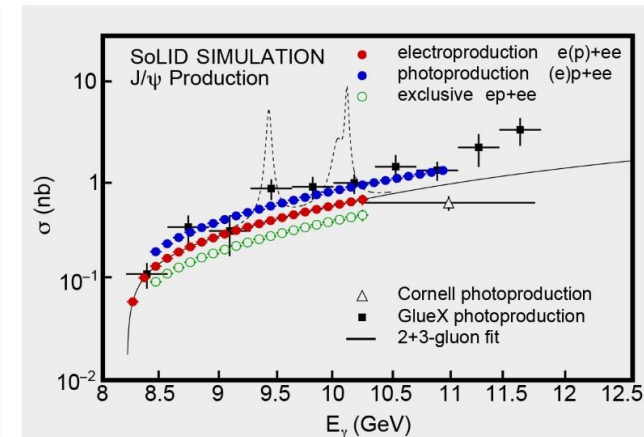 SoLID SIMULATION
J/ψ Production
electroproduction e(p)+ee
photoproduction (e)p+ee
exclusive ep+ee
10
1
10⁻¹
10⁻²
σ (nb)
Cornell photoproduction
GlueX photoproduction
2+3-gluon fit
8 8.5 9 9.5 10 10.5 11 11.5 12 12.5
Eγ (GeV)